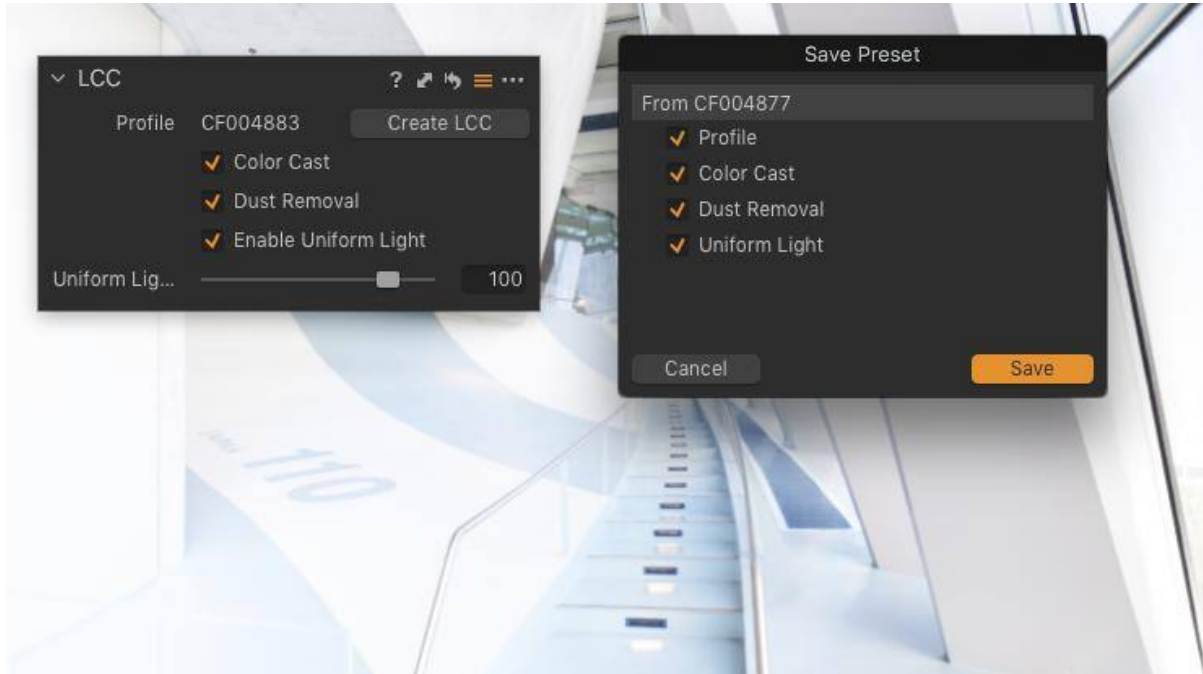 LCC
?
Profile CF004883 Create LCC
Color Cast
Dust Removal
Enable Uniform Light
Uniform Lig... 100
Save Preset
From CF004877
Profile
Color Cast
Dust Removal
Uniform Light
Cancel Save
110